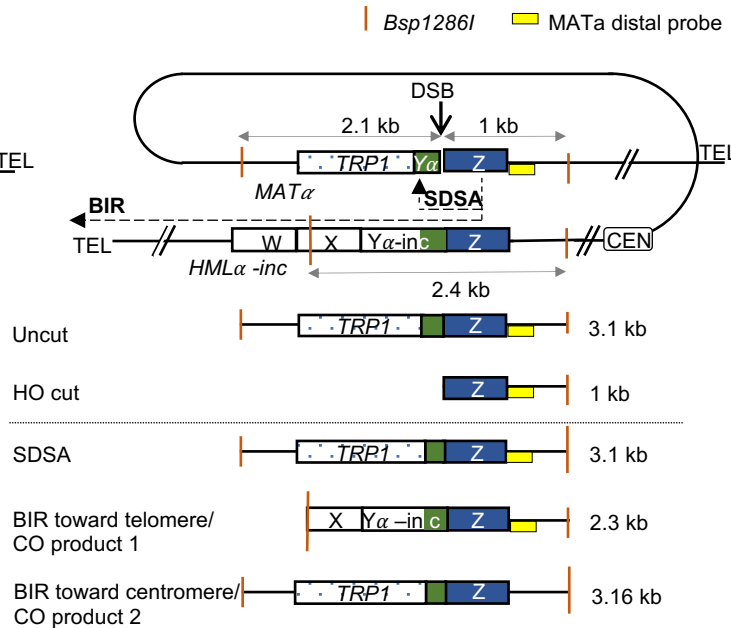 Bsp1286I MATa distal probe
DSB
2.1 kb 1 kb
TEL TRP1 Yα Z TEL
MATα SDSA
BIR
TEL W X Yα-inc Z CEN
HMLα -inc
2.4 kb
Uncut TRP1 Z 3.1 kb
HO cut Z 1 kb
SDSA TRP1 Z 3.1 kb
BIR toward telomere/ X Yα –in c Z 2.3 kb
CO product 1
BIR toward centromere/ TRP1 Z 3.16 kb
CO product 2